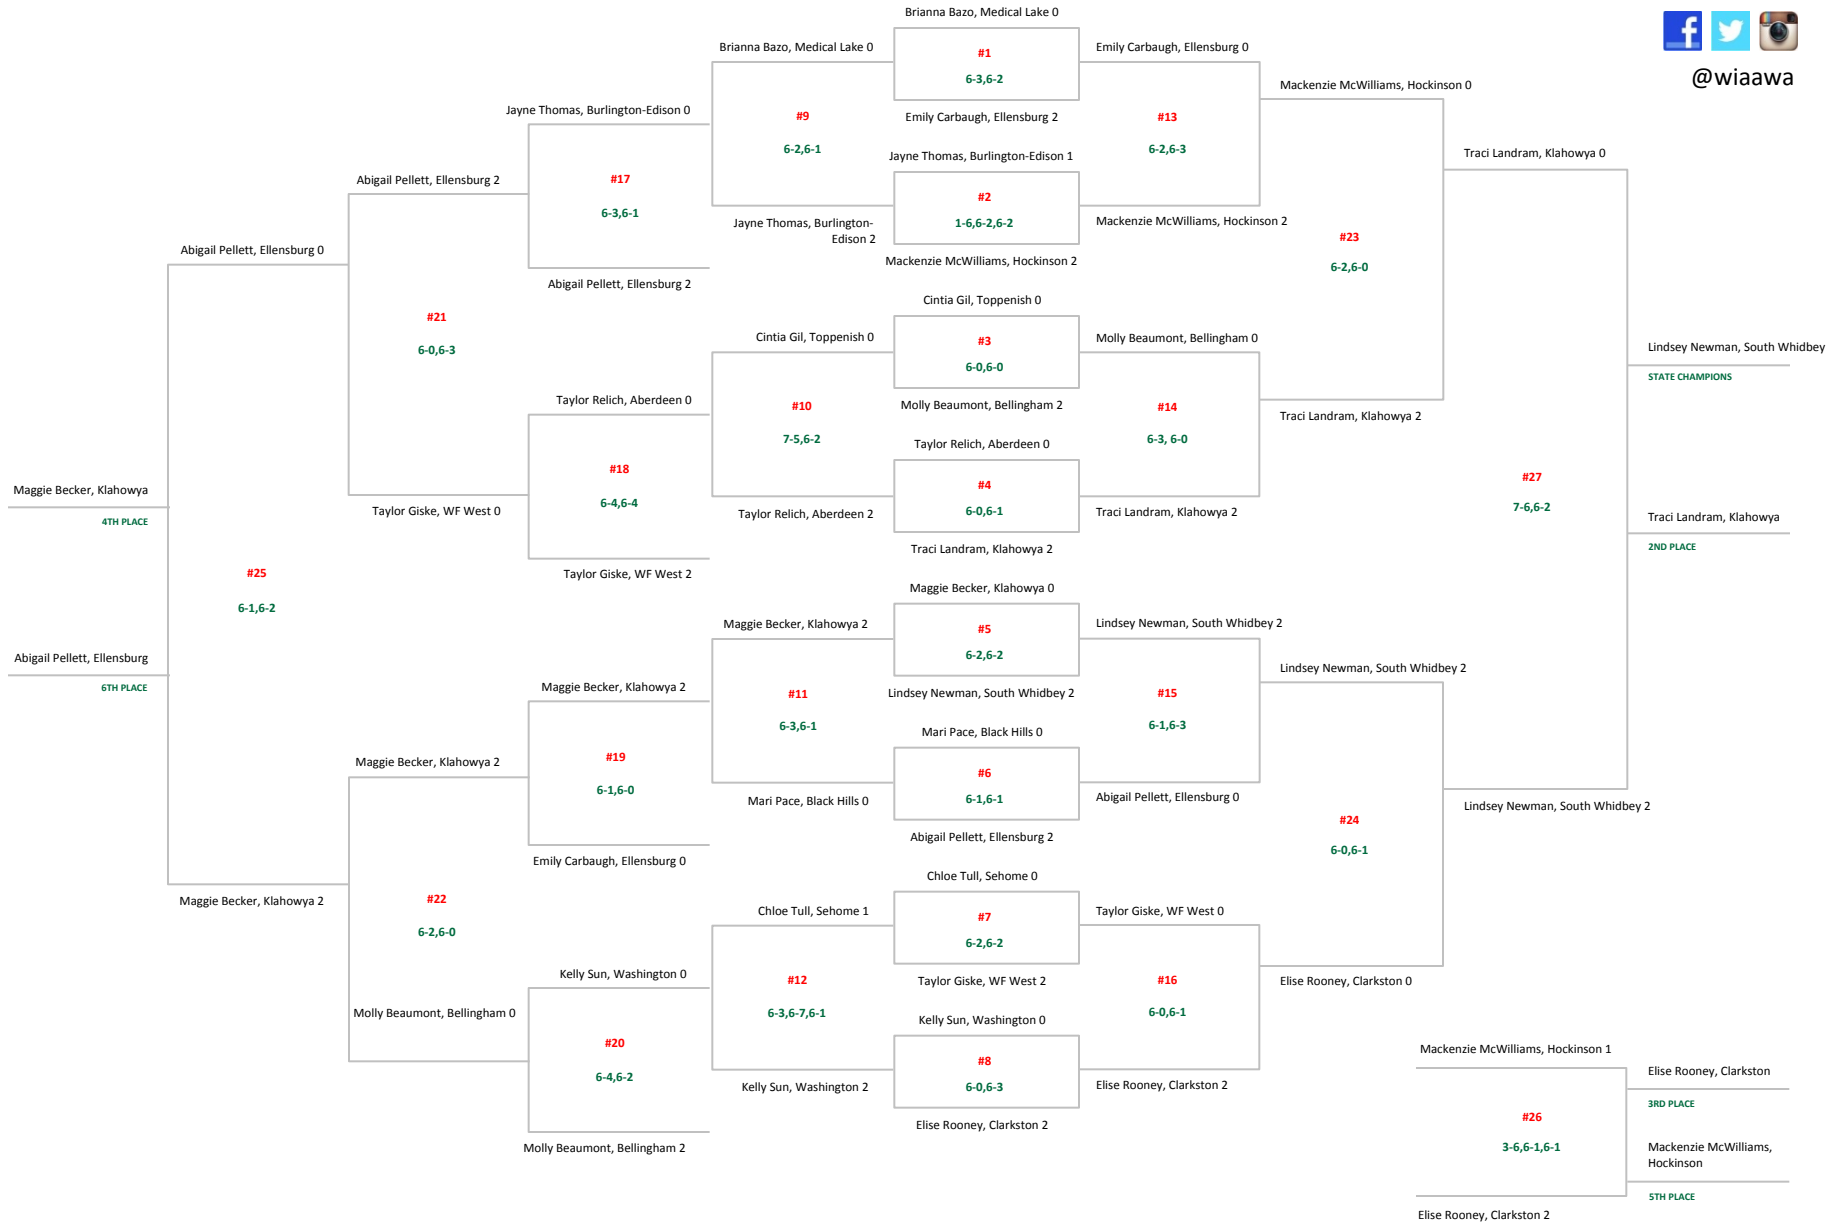 Brianna Bazo, Medical Lake 0
Brianna Bazo, Medical Lake 0
#1
Emily Carbaugh, Ellensburg 0
6-3,6-2
@wiaawa
Mackenzie McWilliams, Hockinson 0
Jayne Thomas, Burlington-Edison 0
#9
Emily Carbaugh, Ellensburg 2
#13
6-2,6-1
6-2,6-3
Jayne Thomas, Burlington-Edison 1
Traci Landram, Klahowya 0
Abigail Pellett, Ellensburg 2
#17
#2
6-3,6-1
Jayne Thomas, Burlington-
Edison 2
1-6,6-2,6-2
Mackenzie McWilliams, Hockinson 2
#23
Abigail Pellett, Ellensburg 0
Mackenzie McWilliams, Hockinson 2
6-2,6-0
Abigail Pellett, Ellensburg 2
Cintia Gil, Toppenish 0
#21
6-0,6-3
Cintia Gil, Toppenish 0
#3
Molly Beaumont, Bellingham 0
Lindsey Newman, South Whidbey
6-0,6-0
STATE CHAMPIONS
Taylor Relich, Aberdeen 0
#10
Molly Beaumont, Bellingham 2
#14
Traci Landram, Klahowya 2
7-5,6-2
6-3, 6-0
Taylor Relich, Aberdeen 0
#18
#4
#27
Maggie Becker, Klahowya
6-4,6-4
7-6,6-2
4TH PLACE
Taylor Giske, WF West 0
Taylor Relich, Aberdeen 2
6-0,6-1
Traci Landram, Klahowya 2
Traci Landram, Klahowya
2ND PLACE
Traci Landram, Klahowya 2
#25
Taylor Giske, WF West 2
6-1,6-2
Maggie Becker, Klahowya 0
Maggie Becker, Klahowya 2
#5
Lindsey Newman, South Whidbey 2
6-2,6-2
Abigail Pellett, Ellensburg
6TH PLACE
Lindsey Newman, South Whidbey 2
Maggie Becker, Klahowya 2
#11
Lindsey Newman, South Whidbey 2
#15
6-3,6-1
6-1,6-3
Mari Pace, Black Hills 0
Maggie Becker, Klahowya 2
#19
#6
6-1,6-0
Mari Pace, Black Hills 0
6-1,6-1
Abigail Pellett, Ellensburg 0
Lindsey Newman, South Whidbey 2
#24
Abigail Pellett, Ellensburg 2
6-0,6-1
Emily Carbaugh, Ellensburg 0
Chloe Tull, Sehome 0
Maggie Becker, Klahowya 2
#22
Chloe Tull, Sehome 1
#7
Taylor Giske, WF West 0
6-2,6-0
6-2,6-2
Kelly Sun, Washington 0
#12
Taylor Giske, WF West 2
#16
Elise Rooney, Clarkston 0
Molly Beaumont, Bellingham 0
6-3,6-7,6-1
6-0,6-1
Kelly Sun, Washington 0
#20
#8
Mackenzie McWilliams, Hockinson 1
6-4,6-2
Kelly Sun, Washington 2
6-0,6-3
Elise Rooney, Clarkston 2
Elise Rooney, Clarkston
3RD PLACE
Elise Rooney, Clarkston 2
#26
Molly Beaumont, Bellingham 2
3-6,6-1,6-1
Mackenzie McWilliams,
Hockinson
5TH PLACE
Elise Rooney, Clarkston 2